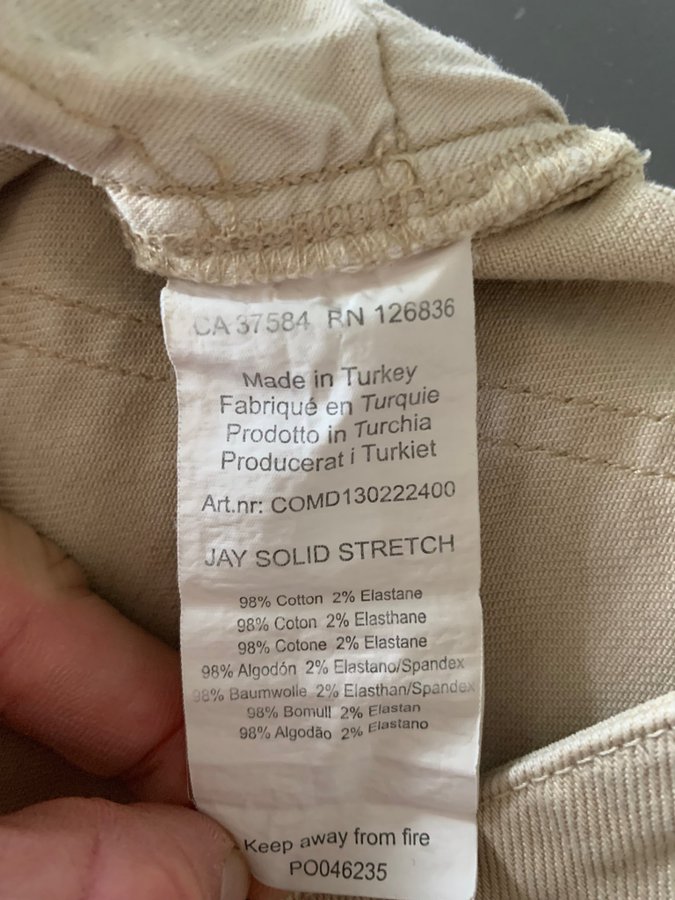 CA 37584 RN 126836
Made in Turkey
Fabriqué en Turquie
Prodotto in Turchia
Producerat i Turkiet
Art.nr: COMD130222400
JAY SOLID STRETCH
98% Cotton 2% Elastane
98% Coton 2% Elasthane
98% Cotone 2% Elastane
98% Algodón 2% Elastano/Spandex
98% Baumwolle 2% Elasthan/Spandex
98% Bomull 2% Elastan
98% Algodão 2% Elastano
Keep away from fire
PO046235